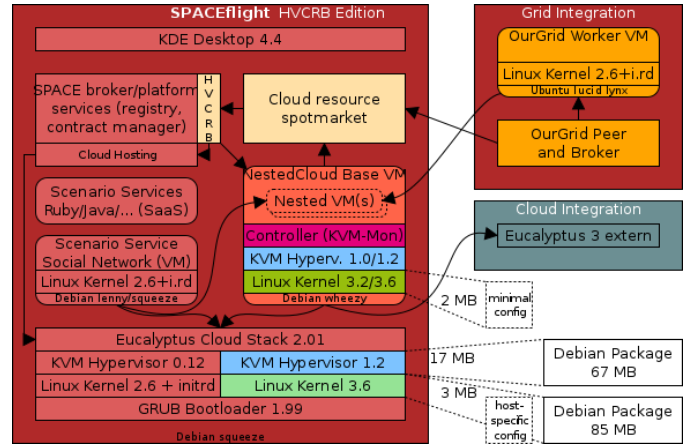 SPACEflight HVCRB Edition
KDE Desktop 4.4
SPACE broker/platform
services (registry,
contract manager)
Cloud Hosting
H
V
C
R
B
Cloud resource
spotmarket
Scenario Services
Ruby/Java/... (SaaS)
Scenario Service
Social Network (VM)
Linux Kernel 2.6+i.rd
Debian lenny/squeeze
NestedCloud Base VM
Nested VM(s)
Controller (KVM-Mon)
KVM Hyperv. 1.0/1.2
Linux Kernel 3.2/3.6
Debian wheezy
Eucalyptus Cloud Stack 2.01
KVM Hypervisor 0.12
KVM Hypervisor 1.2
Linux Kernel 2.6 + initrd
Linux Kernel 3.6
GRUB Bootloader 1.99
Debian squeeze
Grid Integration
OurGrid Worker VM
Linux Kernel 2.6+i.rd
Ubuntu lucid lynx
OurGrid Peer
and Broker
Cloud Integration
Eucalyptus 3 extern
2 MB
minimal
config
17 MB
Debian Package
67 MB
3 MB
host-
specific
config
Debian Package
85 MB